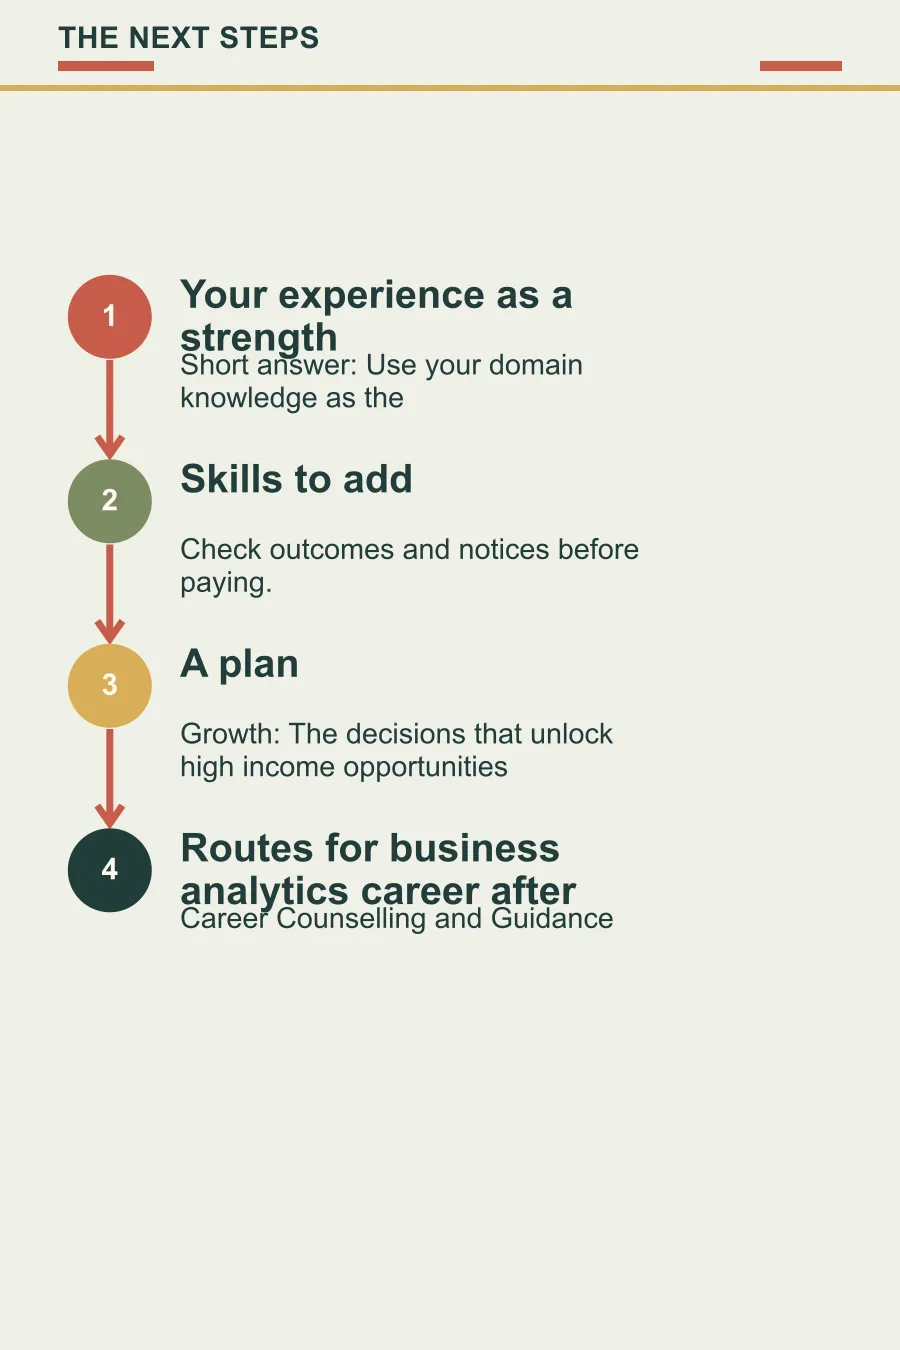 THE NEXT STEPS
1
Your experience as a
strength
Short answer: Use your domain
knowledge as the
2
Skills to add
Check outcomes and notices before
paying.
3
A plan
Growth: The decisions that unlock
high income opportunities
4
Routes for business
analytics career after
Career Counselling and Guidance